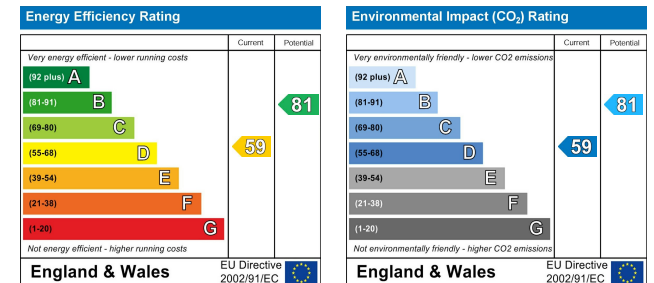 Energy Efficiency Rating
Current Potential
Very energy efficient - lower running costs
(92 plus) A
(81-91) B
81
(69-80) C
(55-68) D
59
(39-54) E
(21-38) F
(1-20) G
Not energy efficient - higher running costs
England & Wales
EU Directive
2002/91/EC
Environmental Impact (CO₂) Rating
Current Potential
Very environmentally friendly - lower CO2 emissions
(92 plus) A
(81-91) B
81
(69-80) C
(55-68) D
59
(39-54) E
(21-38) F
(1-20) G
Not environmentally friendly - higher CO2 emissions
England & Wales
EU Directive
2002/91/EC